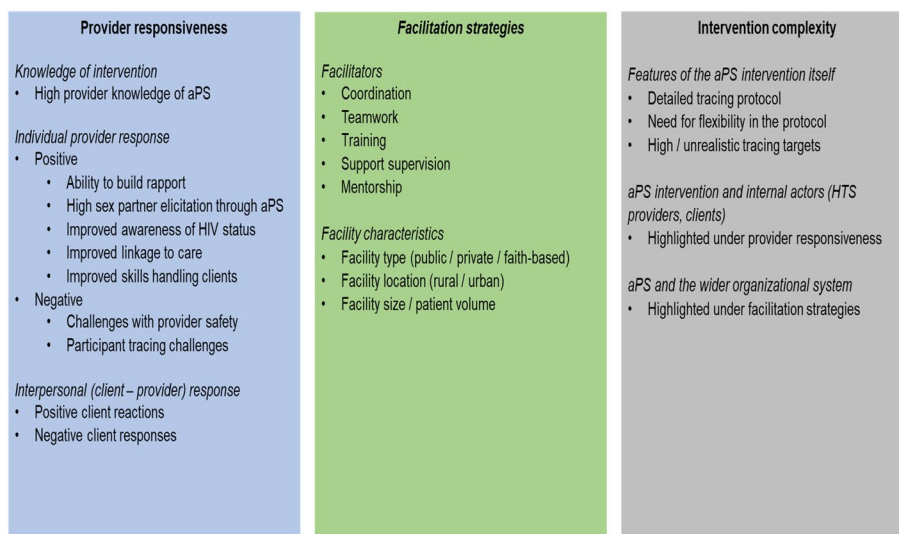 Provider responsiveness
Knowledge of intervention
• High provider knowledge of aPS
Individual provider response
• Positive
• Ability to build rapport
• High sex partner elicitation through aPS
• Improved awareness of HIV status
• Improved linkage to care
• Improved skills handling clients
• Negative
• Challenges with provider safety
• Participant tracing challenges
Interpersonal (client – provider) response
• Positive client reactions
• Negative client responses
Facilitation strategies
Facilitators
• Coordination
• Teamwork
• Training
• Support supervision
• Mentorship
Facility characteristics
• Facility type (public / private / faith-based)
• Facility location (rural / urban)
• Facility size / patient volume
Intervention complexity
Features of the aPS intervention itself
• Detailed tracing protocol
• Need for flexibility in the protocol
• High / unrealistic tracing targets
aPS intervention and internal actors (HTS
providers, clients)
• Highlighted under provider responsiveness
aPS and the wider organizational system
• Highlighted under facilitation strategies